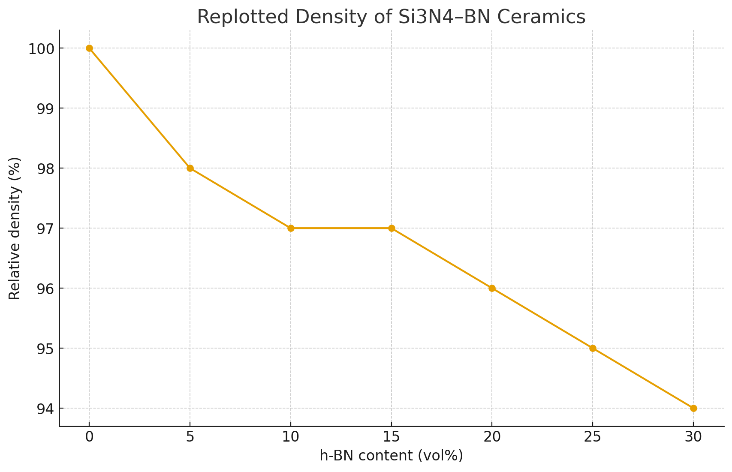 Replotted Density of Si3N4–BN Ceramics
Relative density (%)
100
99
98
97
96
95
94
0 5 10 15 20 25 30
h-BN content (vol%)